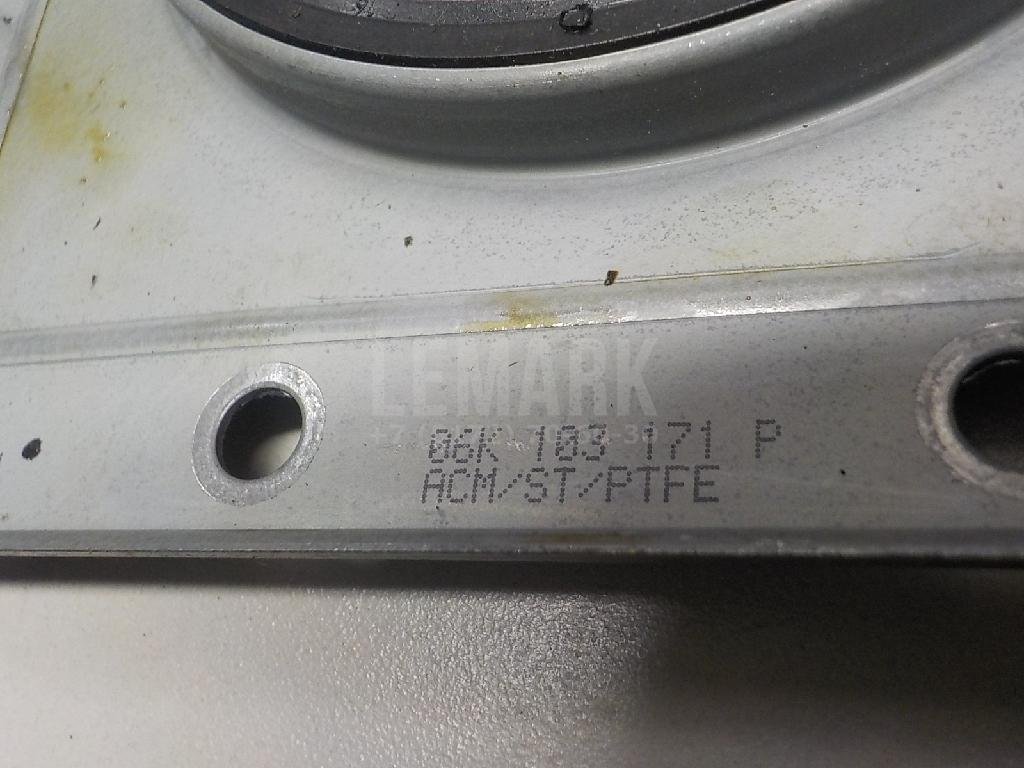 LEMARK
06K 103 171 P
ACM/ST/PTFE